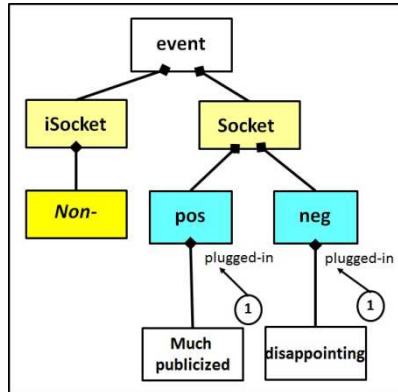 event
iSocket
Socket
Non-
pos
neg
plugged-in
plugged-in
1
1
Much
publicized
disappointing